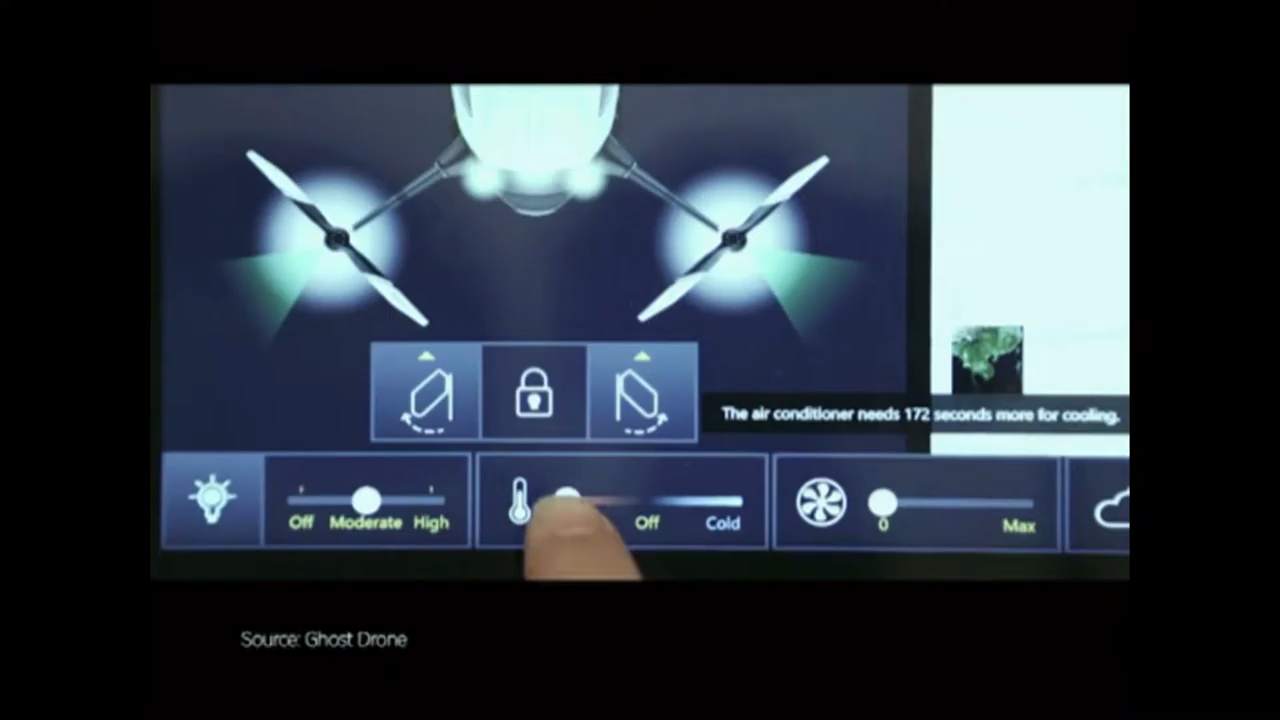 The air conditioner needs 172 seconds more for cooling.
Off Moderate High
Off Cold
0 Max
Source: Ghost Drone